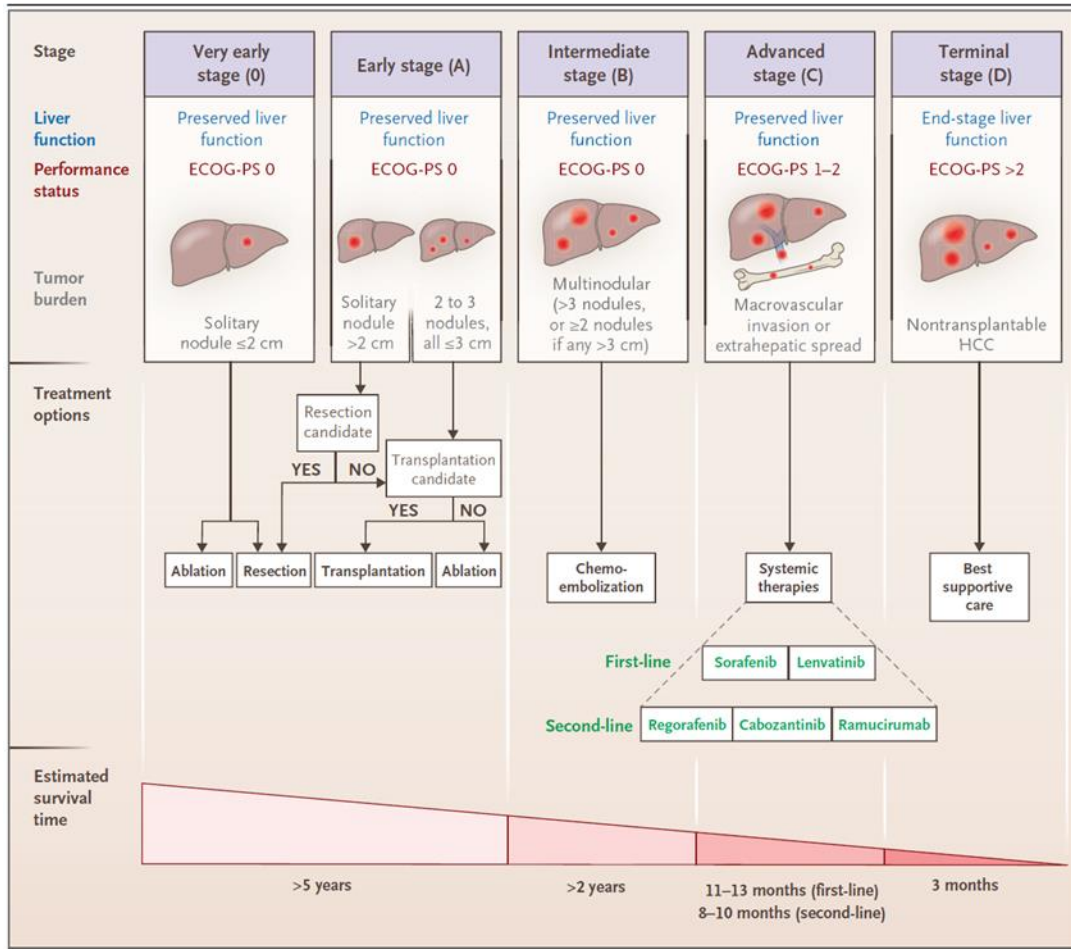 Stage
Very early
stage (0)
Early stage (A)
Intermediate
stage (B)
Advanced
stage (C)
Terminal
stage (D)
Liver
function
Preserved liver
function
Preserved liver
function
Preserved liver
function
Preserved liver
function
End-stage liver
function
Performance
status
ECOG-PS 0
ECOG-PS 0
ECOG-PS 0
ECOG-PS 1–2
ECOG-PS >2
Tumor
burden
Solitary
nodule ≤2 cm
Solitary
nodule
>2 cm
2 to 3
nodules,
all ≤3 cm
Multinodular
(>3 nodules,
or ≥2 nodules
if any >3 cm)
Macrovascular
invasion or
extrahepatic spread
Nontransplantable
HCC
Treatment
options
Resection
candidate
YES
NO
Transplantation
candidate
YES
NO
Ablation
Resection
Transplantation
Ablation
Chemo-
embolization
Systemic
therapies
Best
supportive
care
First-line
Sorafenib
Lenvatinib
Second-line
Regorafenib
Cabozantinib
Ramucirumab
Estimated
survival
time
>5 years
>2 years
11–13 months (first-line)
8–10 months (second-line)
3 months